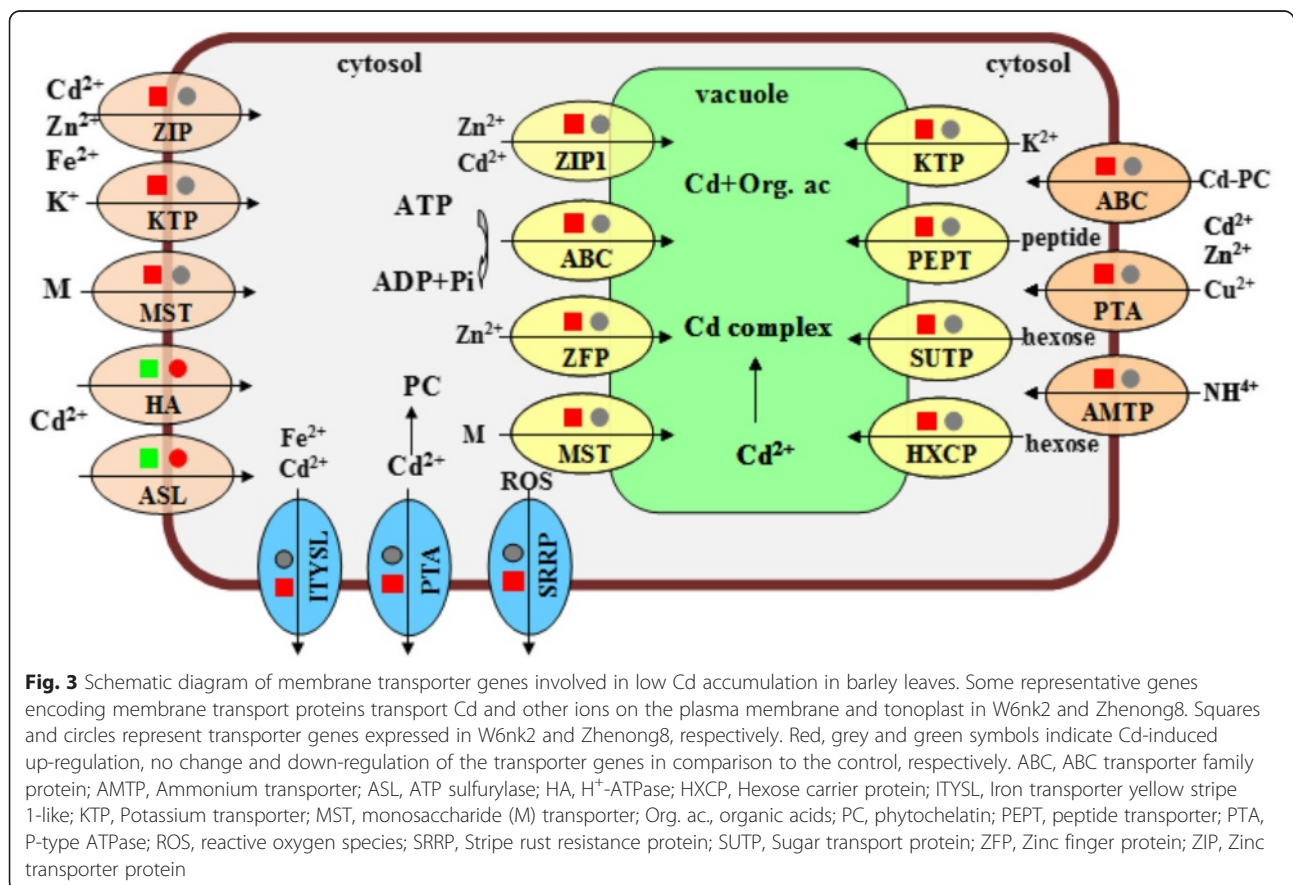 cytosol
cytosol
Cd²⁺
Zn²⁺
ZIP
Fe²⁺
K⁺
KTP
M
MST
HA
Cd²⁺
ASL
Zn²⁺
Cd²⁺
ZIP1
ATP
ADP+Pi
ABC
Zn²⁺
ZFP
M
MST
vacuole
Cd+Org. ac
Cd complex
Cd²⁺
KTP
K²⁺
PEPT
peptide
SUTP
hexose
HXCP
hexose
ABC
Cd-PC
Cd²⁺
Zn²⁺
Cu²⁺
PTA
AMTP
NH⁴⁺
Fe²⁺
Cd²⁺
ITYSL
PC
Cd²⁺
PTA
ROS
SRRP
Fig. 3 Schematic diagram of membrane transporter genes involved in low Cd accumulation in barley leaves. Some representative genes
encoding membrane transport proteins transport Cd and other ions on the plasma membrane and tonoplast in W6nk2 and Zhenong8. Squares
and circles represent transporter genes expressed in W6nk2 and Zhenong8, respectively. Red, grey and green symbols indicate Cd-induced
up-regulation, no change and down-regulation of the transporter genes in comparison to the control, respectively. ABC, ABC transporter family
protein; AMTP, Ammonium transporter; ASL, ATP sulfurylase; HA, H⁺-ATPase; HXCP, Hexose carrier protein; ITYSL, Iron transporter yellow stripe
1-like; KTP, Potassium transporter; MST, monosaccharide (M) transporter; Org. ac., organic acids; PC, phytochelatin; PEPT, peptide transporter; PTA,
P-type ATPase; ROS, reactive oxygen species; SRRP, Stripe rust resistance protein; SUTP, Sugar transport protein; ZFP, Zinc finger protein; ZIP, Zinc
transporter protein